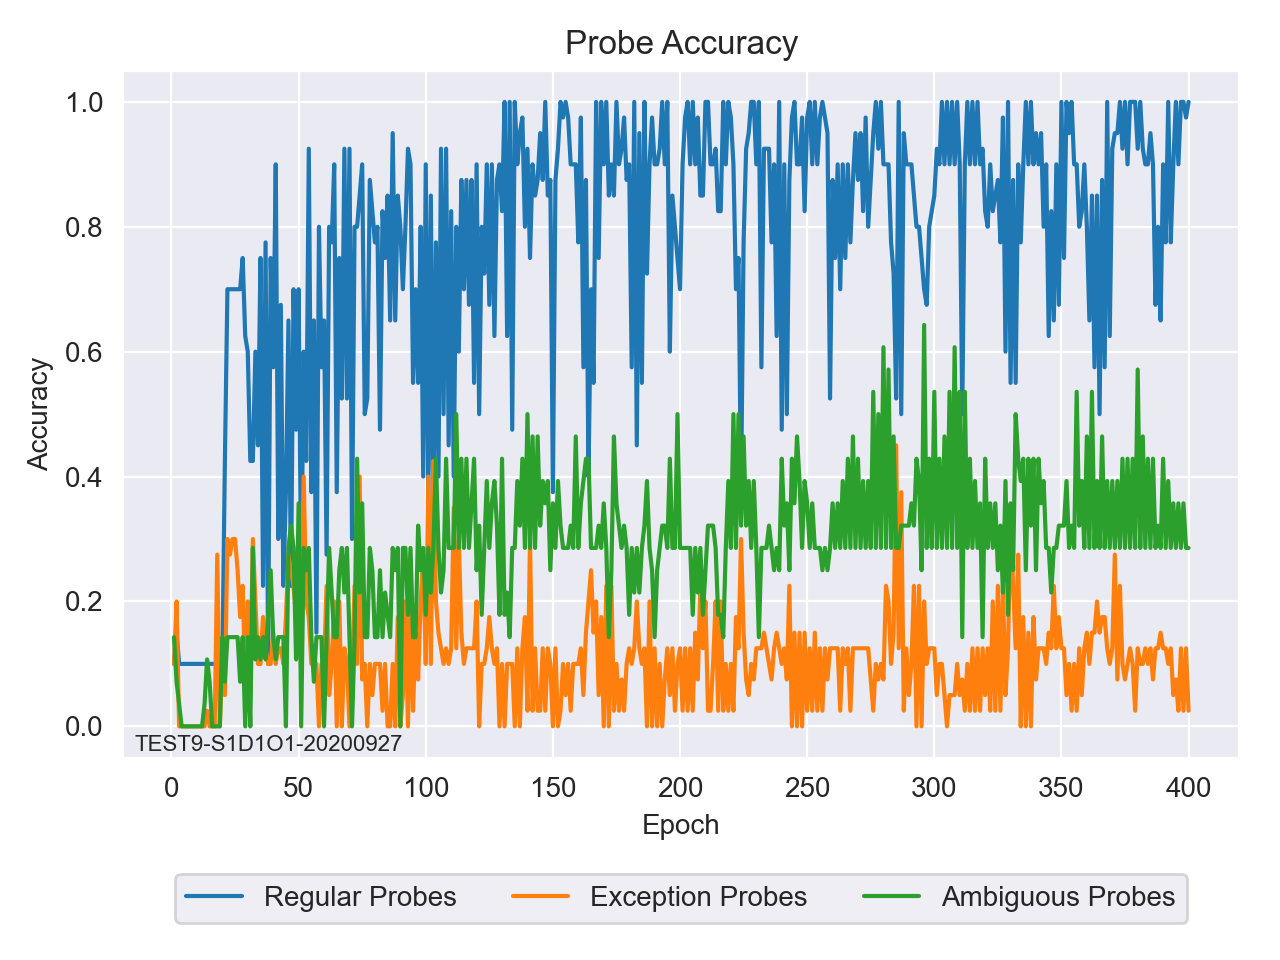 Probe Accuracy
1.0
0.8
0.6
0.4
0.2
0.0
Accuracy
TEST9-S1D1O1-20200927
0 50 100 150 200 250 300 350 400
Epoch
Regular Probes Exception Probes Ambiguous Probes